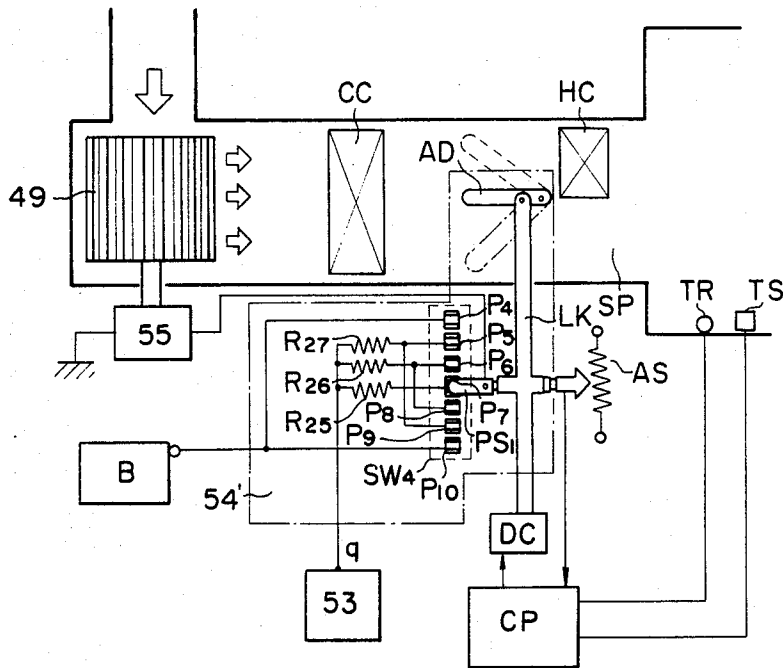 CC
HC
AD
49
SP
TR
TS
P4
LK
55
R27
P5
P6
AS
R26
R25
P8
P7
P9
PS1
B
SW4
P10
54'
DC
q
53
CP